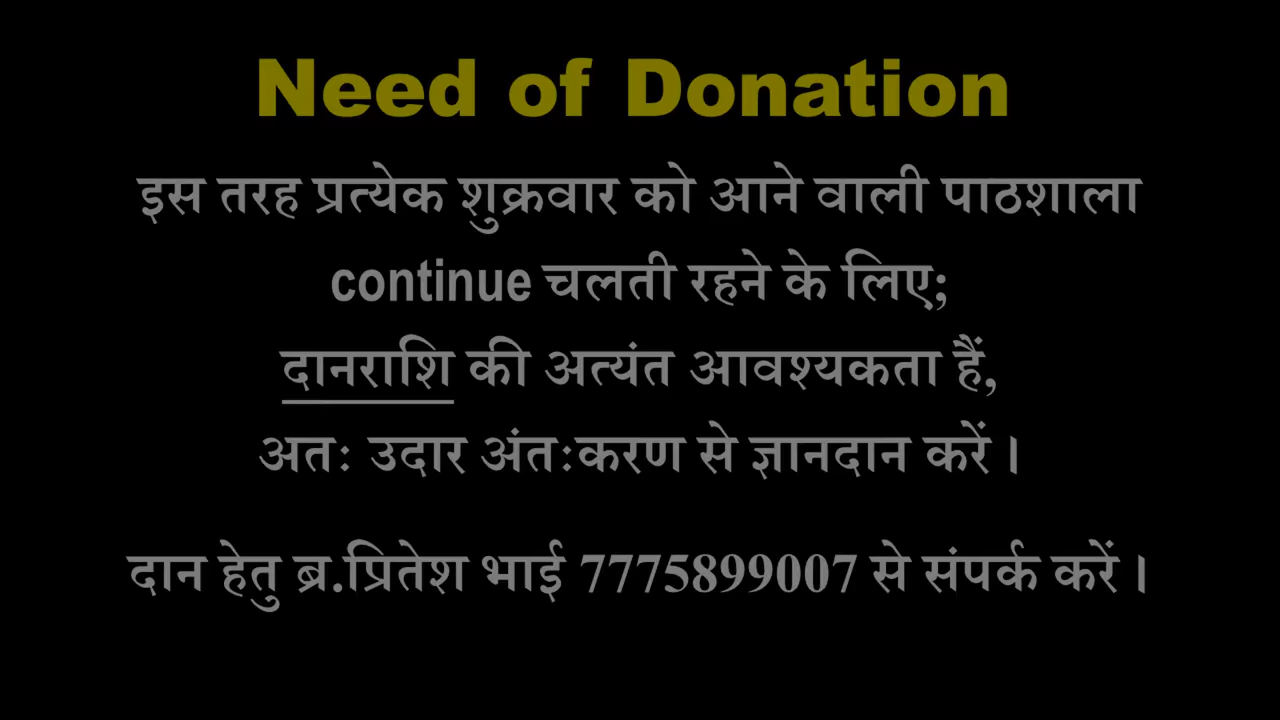 Need of Donation
इस तरह प्रत्येक शुक्रवार को आने वाली पाठशाला
continue चलती रहने के लिए;
दानराशि की अत्यंत आवश्यकता हैं,
अतः उदार अंतःकरण से ज्ञानदान करें।
दान हेतु ब्र.प्रितेश भाई 7775899007 से संपर्क करें।